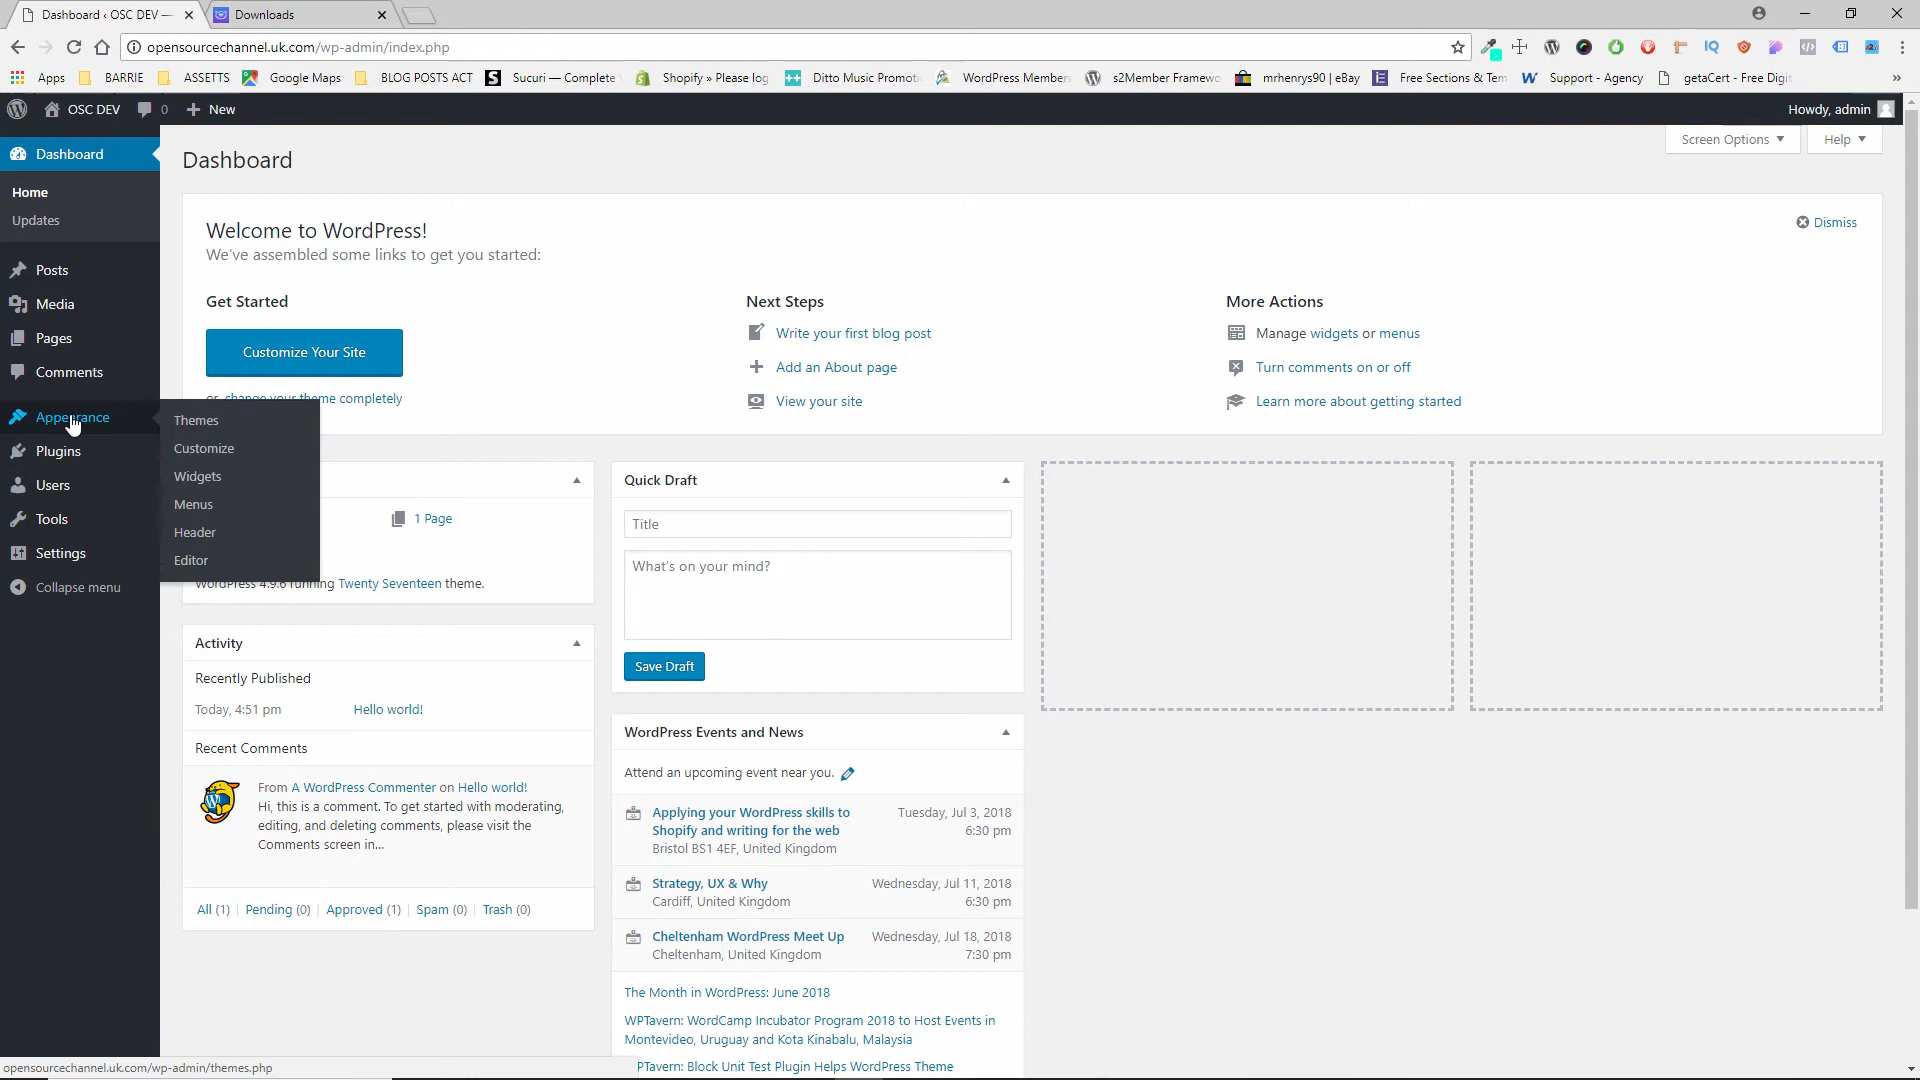 Dashboard ‹ OSC DEV —
Downloads
opensourcechannel.uk.com/wp-admin/index.php
Apps
BARRIE
ASSETTS
Google Maps
BLOG POSTS ACT
Sucuri — Complete
Shopify » Please log
Ditto Music Promoti
WordPress Members
s2Member Framewo
mrhenrys90 | eBay
Free Sections & Tem
Support - Agency
getaCert - Free Digit
»
OSC DEV
0
New
Howdy, admin
Dashboard
Home
Updates
Posts
Media
Pages
Comments
Appearance
Plugins
Users
Tools
Settings
Collapse menu
Themes
Customize
Widgets
Menus
Header
Editor
Dashboard
Screen Options
Help
Welcome to WordPress!
We've assembled some links to get you started:
Dismiss
Get Started
Customize Your Site
or, change your theme completely
Next Steps
Write your first blog post
Add an About page
View your site
More Actions
Manage widgets or menus
Turn comments on or off
Learn more about getting started
1 Page
WordPress 4.9.6 running Twenty Seventeen theme.
Activity
Recently Published
Today, 4:51 pm
Hello world!
Recent Comments
From A WordPress Commenter on Hello world!
Hi, this is a comment. To get started with moderating,
editing, and deleting comments, please visit the
Comments screen in...
All (1) | Pending (0) | Approved (1) | Spam (0) | Trash (0)
Quick Draft
Title
What's on your mind?
Save Draft
WordPress Events and News
Attend an upcoming event near you.
Applying your WordPress skills to
Shopify and writing for the web
Bristol BS1 4EF, United Kingdom
Tuesday, Jul 3, 2018
6:30 pm
Strategy, UX & Why
Cardiff, United Kingdom
Wednesday, Jul 11, 2018
6:30 pm
Cheltenham WordPress Meet Up
Cheltenham, United Kingdom
Wednesday, Jul 18, 2018
7:30 pm
The Month in WordPress: June 2018
WPTavern: WordCamp Incubator Program 2018 to Host Events in
Montevideo, Uruguay and Kota Kinabalu, Malaysia
PTavern: Block Unit Test Plugin Helps WordPress Theme
opensourcechannel.uk.com/wp-admin/themes.php